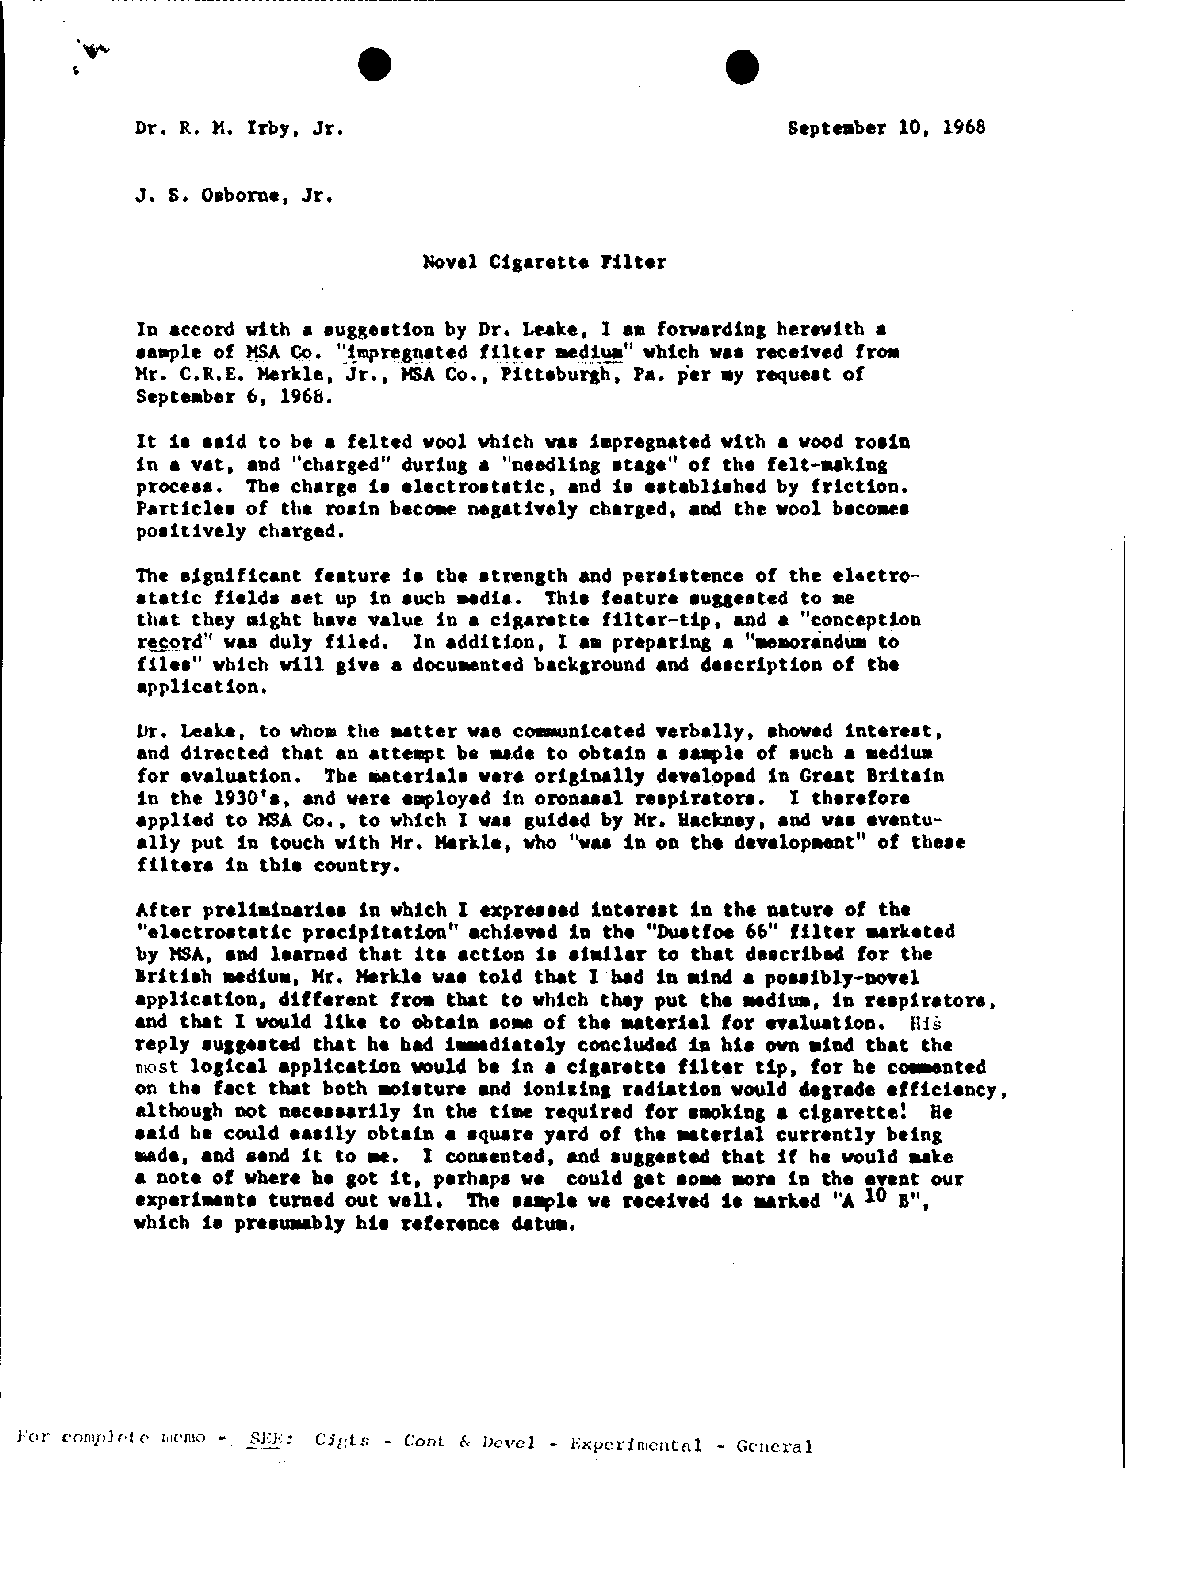 Dr. R. M. Irby, Jr. September 10, 1968
J. S. Osborne, Jr.
Novel Cigarette Filter
In accord with a suggestion by Dr. Leake, I am forwarding herewith a
sample of MSA Co. "impregnated filter medium" which was received from
Mr. C.R.E. Merkle, Jr., MSA Co., Pittsburgh, Pa. per my request of
September 6, 1968.
It is said to be a felted wool which was impregnated with a wood rosin
in a vat, and "charged" during a "needling stage" of the felt-making
process. The charge is electrostatic, and is established by friction.
Particles of the rosin become negatively charged, and the wool becomes
positively charged.
The significant feature is the strength and persistence of the electro-
static fields set up in such media. This feature suggested to me
that they might have value in a cigarette filter-tip, and a "conception
record" was duly filed. In addition, I am preparing a "memorandum to
files" which will give a documented background and description of the
application.
Dr. Leake, to whom the matter was communicated verbally, showed interest,
and directed that an attempt be made to obtain a sample of such a medium
for evaluation. The materials were originally developed in Great Britain
in the 1930's, and were employed in oronasal respirators. I therefore
applied to MSA Co., to which I was guided by Mr. Hackney, and was eventu-
ally put in touch with Mr. Merkle, who "was in on the development" of these
filters in this country.
After preliminaries in which I expressed interest in the nature of the
"electrostatic precipitation" achieved in the "Dustfoe 66" filter marketed
by MSA, and learned that its action is similar to that described for the
British medium, Mr. Merkle was told that I had in mind a possibly-novel
application, different from that to which they put the medium, in respirators,
and that I would like to obtain some of the material for evaluation. His
reply suggested that he had immediately concluded in his own mind that the
most logical application would be in a cigarette filter tip, for he commented
on the fact that both moisture and ionizing radiation would degrade efficiency,
although not necessarily in the time required for smoking a cigarette! He
said he could easily obtain a square yard of the material currently being
made, and send it to me. I consented, and suggested that if he would make
a note of where he got it, perhaps we could get some more in the event our
experiments turned out well. The sample we received is marked "A 10 B",
which is presumably his reference datum.
For complete memo - SEE: Cigts - Cont & Devel - Experimental - General